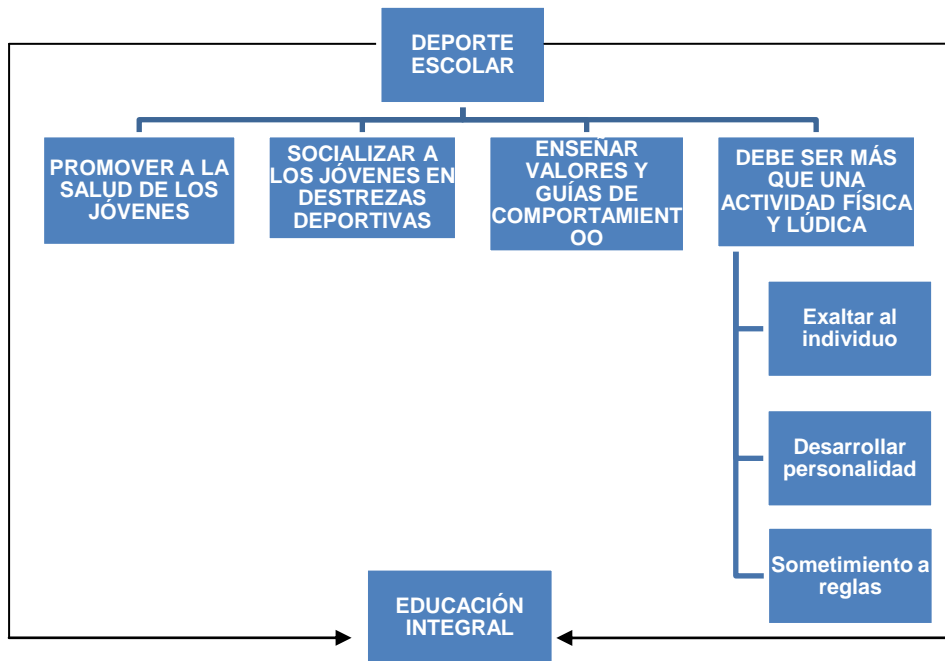 DEPORTE
ESCOLAR
PROMOVER A LA
SALUD DE LOS
JÓVENES
SOCIALIZAR A
LOS JÓVENES EN
DESTREZAS
DEPORTIVAS
ENSEÑAR
VALORES Y
GUÍAS DE
COMPORTAMIENT
OO
DEBE SER MÁS
QUE UNA
ACTIVIDAD FÍSICA
Y LÚDICA
Exaltar al
individuo
Desarrollar
personalidad
Sometimiento a
reglas
EDUCACIÓN
INTEGRAL